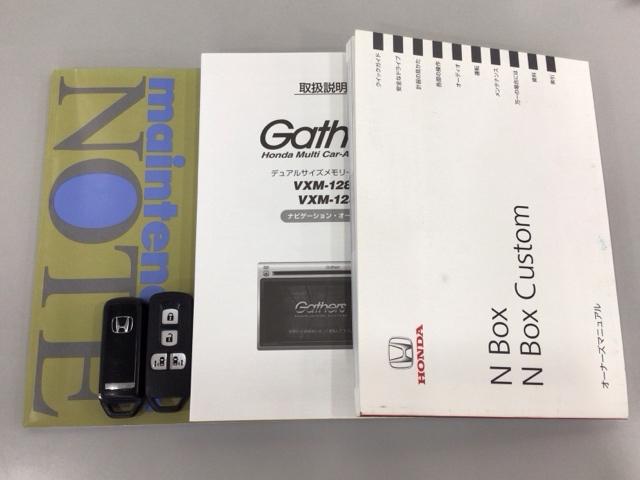 maintenance
NOTE
取扱説明
Gathers
Honda Multi Car-A
デュアルサイズメモリー
VXM-128
VXM-128
ナビゲーション・オー
Gathers
Gathers
クイックガイド
安全なドライブ
計器の見かた
各部の操作
オーディオ
運転
メンテナンス
万一の場合には
資料
索引
N Box
N Box Custom
HONDA
オーナーズマニュアル